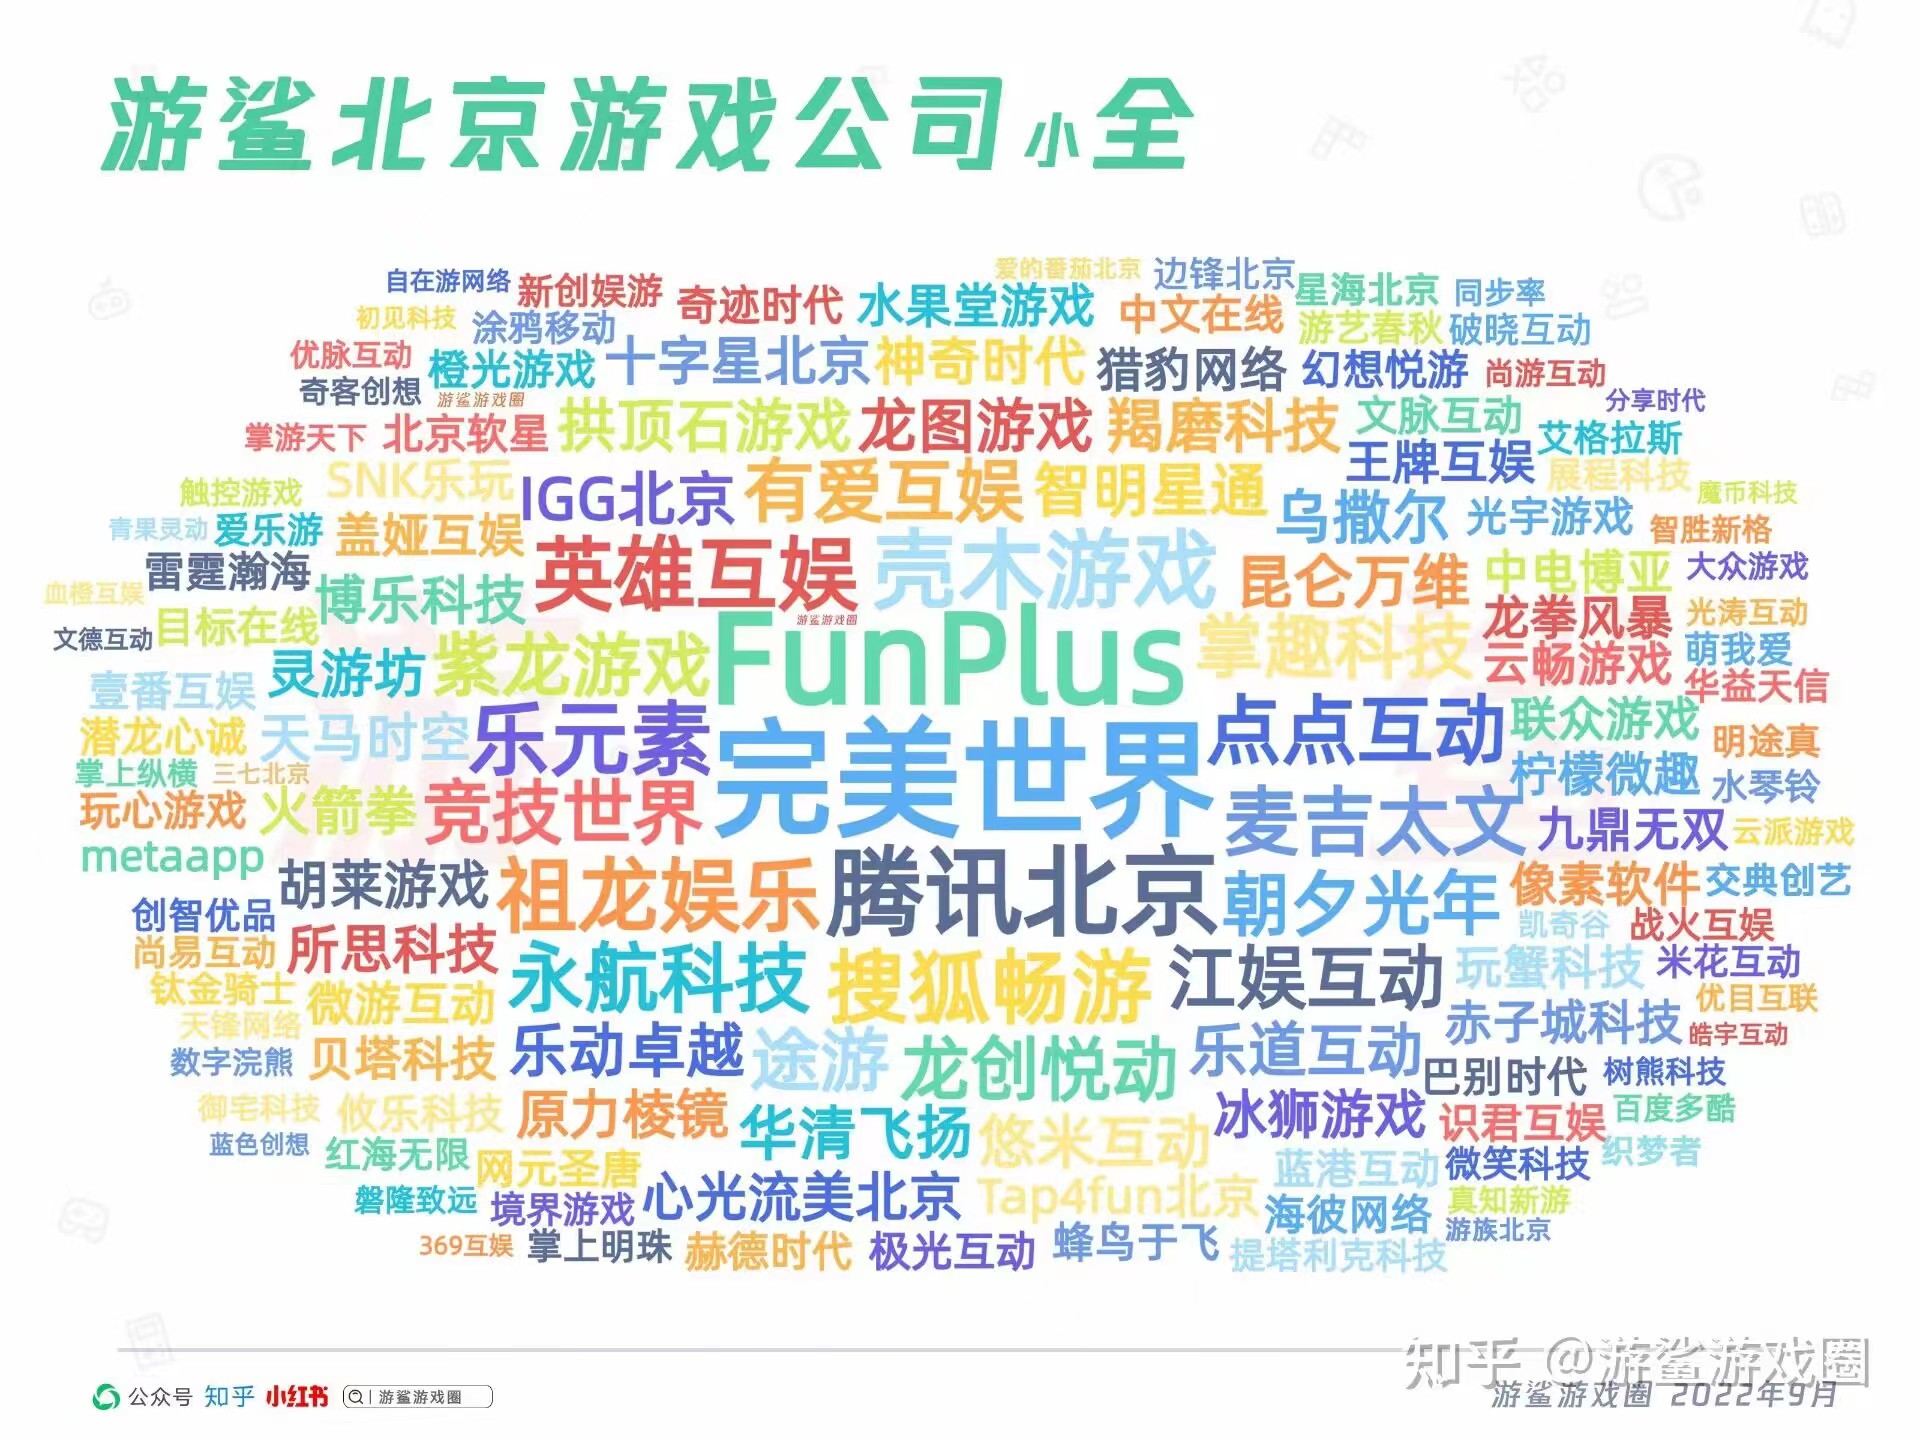 游鲨北京游戏公司小全
爱的番茄北京 边锋北京
自在游网络 新创娱游 奇迹时代 水果堂游戏 中文在线 星海北京 同步率
初见科技 涂鸦移动 游艺春秋 破晓互动
优脉互动 橙光游戏 十字星北京 神奇时代 猎豹网络 幻想悦游 尚游互动
奇客创想 游鲨游戏圈 分享时代
掌游天下 北京软星 拱顶石游戏 龙图游戏 羯磨科技 文脉互动 艾格拉斯
王牌互娱 展程科技
触控游戏 SNK乐玩 IGG北京 有爱互娱 智明星通 魔币科技
青果灵动 爱乐游 盖娅互娱 乌撒尔 光宇游戏 智胜新格
雷霆瀚海 英雄互娱 壳木游戏 昆仑万维 中电博亚 大众游戏
血橙互娱 博乐科技 龙拳风暴 光涛互动
文德互动 目标在线 游鲨游戏圈
灵游坊 紫龙游戏 FunPlus 掌趣科技 云畅游戏 萌我爱
壹番互娱 华益天信
潜龙心诚 天马时空 乐元素 点点互动 联众游戏 明途真
掌上纵横 三七北京 完美世界 柠檬微趣 水琴铃
玩心游戏 火箭拳 竞技世界 麦吉太文 九鼎无双 云派游戏
metaapp
胡莱游戏 祖龙娱乐 腾讯北京 朝夕光年 像素软件 交典创艺
创智优品 凯奇谷 战火互娱
尚易互动 所思科技 永航科技 搜狐畅游 江娱互动 玩蟹科技 米花互动
钛金骑士 微游互动 优目互联
天锋网络 赤子城科技 皓宇互动
数字浣熊 贝塔科技 乐动卓越 途游 龙创悦动 乐道互动 巴别时代 树熊科技
御宅科技 攸乐科技 原力棱镜 华清飞扬 悠米互动 冰狮游戏 识君互娱 百度多酷
蓝色创想 红海无限 网元圣唐 蓝港互动 微笑科技 织梦者
磐隆致远 境界游戏 心光流美北京 Tap4fun北京 海彼网络 真知新游
游族北京
369互娱 掌上明珠 赫德时代 极光互动 蜂鸟于飞 提塔利克科技
知乎 @游鲨游戏圈
公众号 知乎 小红书 游鲨游戏圈
游鲨游戏圈 2022年9月